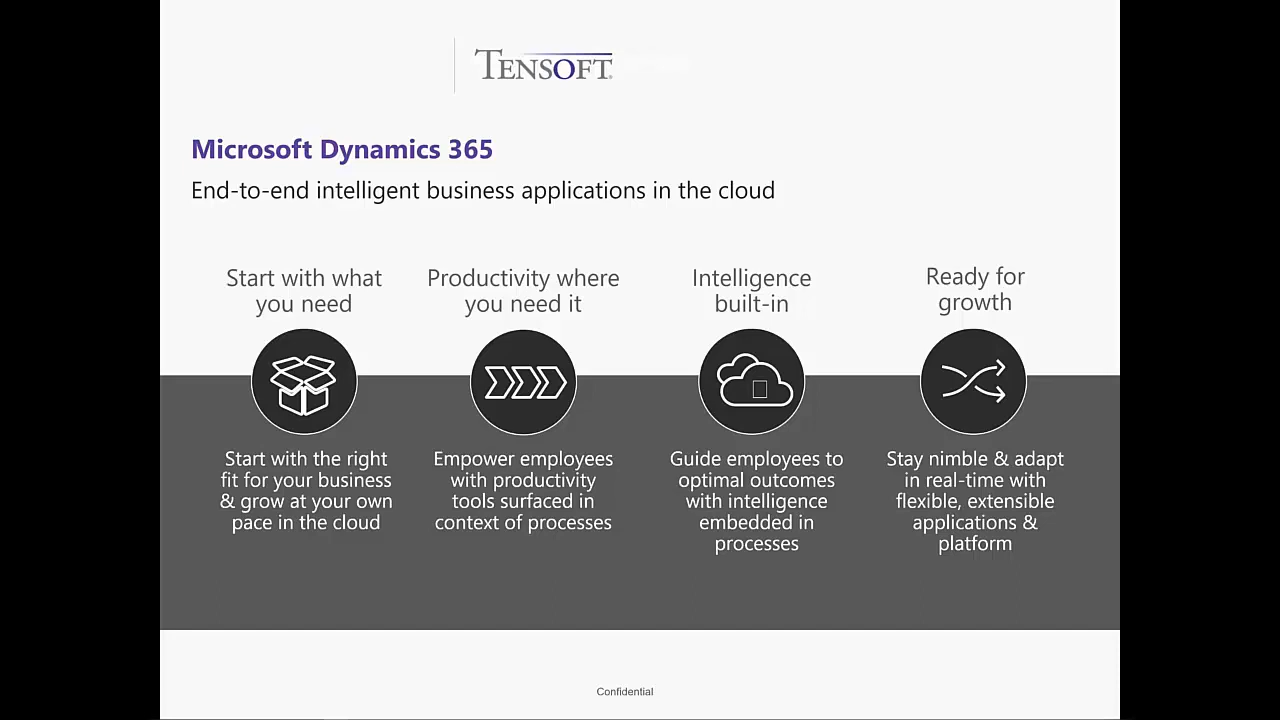 TENSOFT
Microsoft Dynamics 365
End-to-end intelligent business applications in the cloud
Start with what
you need
Productivity where
you need it
Intelligence
built-in
Ready for
growth
Start with the right
fit for your business
& grow at your own
pace in the cloud
Empower employees
with productivity
tools surfaced in
context of processes
Guide employees to
optimal outcomes
with intelligence
embedded in
processes
Stay nimble & adapt
in real-time with
flexible, extensible
applications &
platform
Confidential